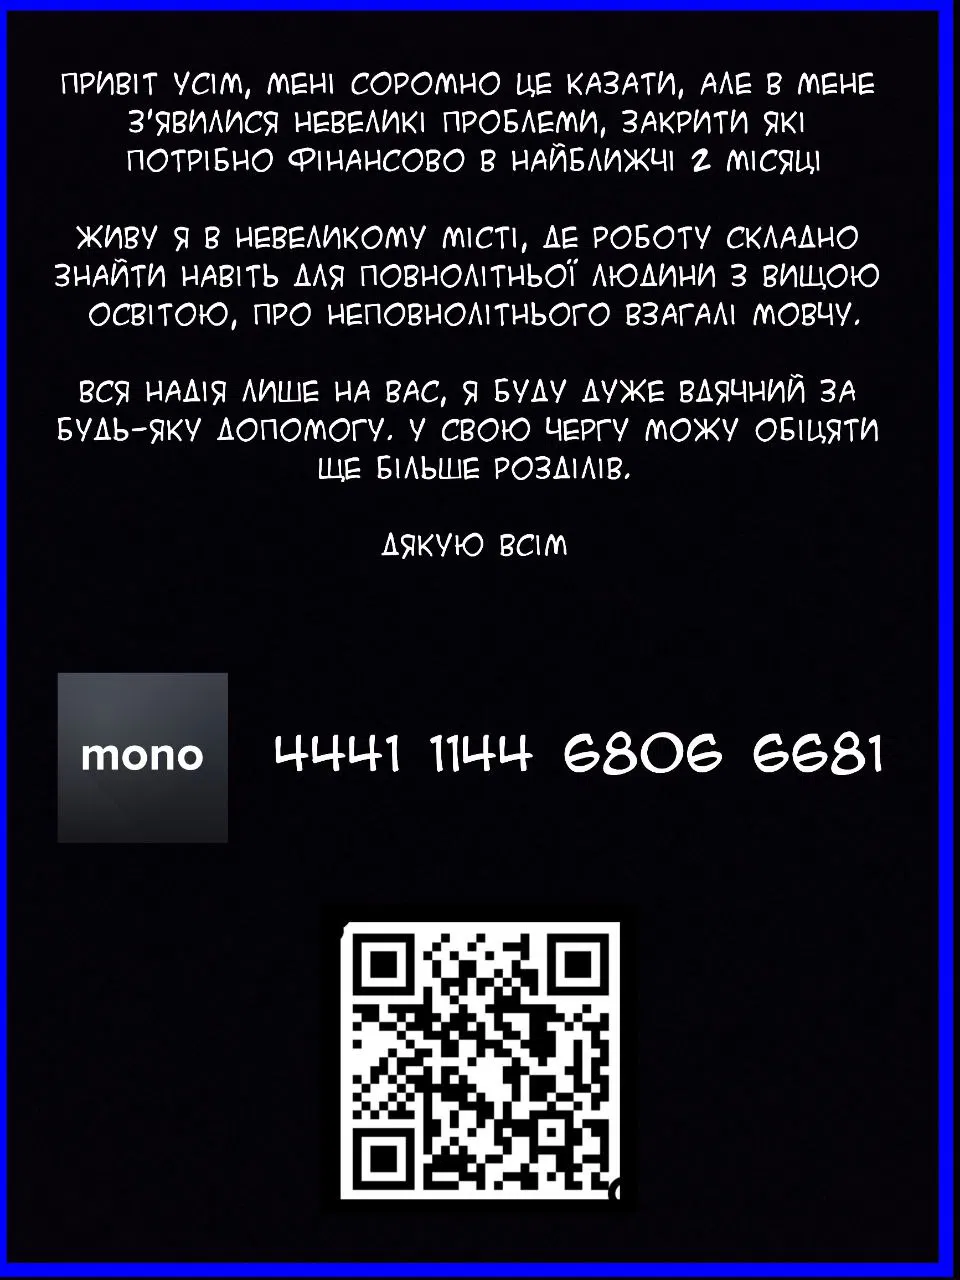 ПРИВІТ УСІМ, МЕНІ СОРОМНО ЦЕ КАЗАТИ, АЛЕ В МЕНЕ
З'ЯВИЛИСЯ НЕВЕЛИКІ ПРОБЛЕМИ, ЗАКРИТИ ЯКІ
ПОТРІБНО ФІНАНСОВО В НАЙБЛИЖЧІ 2 МІСЯЦІ
ЖИВУ Я В НЕВЕЛИКОМУ МІСТІ, ДЕ РОБОТУ СКЛАДНО
ЗНАЙТИ НАВІТЬ ДЛЯ ПОВНОЛІТНЬОЇ ЛЮДИНИ З ВИЩОЮ
ОСВІТОЮ, ПРО НЕПОВНОЛІТНЬОГО ВЗАГАЛІ МОВЧУ.
ВСЯ НАДІЯ ЛИШЕ НА ВАС, Я БУДУ ДУЖЕ ВДЯЧНИЙ ЗА
БУДЬ-ЯКУ ДОПОМОГУ. У СВОЮ ЧЕРГУ МОЖУ ОБІЦЯТИ
ЩЕ БІЛЬШЕ РОЗДІЛІВ.
ДЯКУЮ ВСІМ
mono
4441 1144 6806 6681